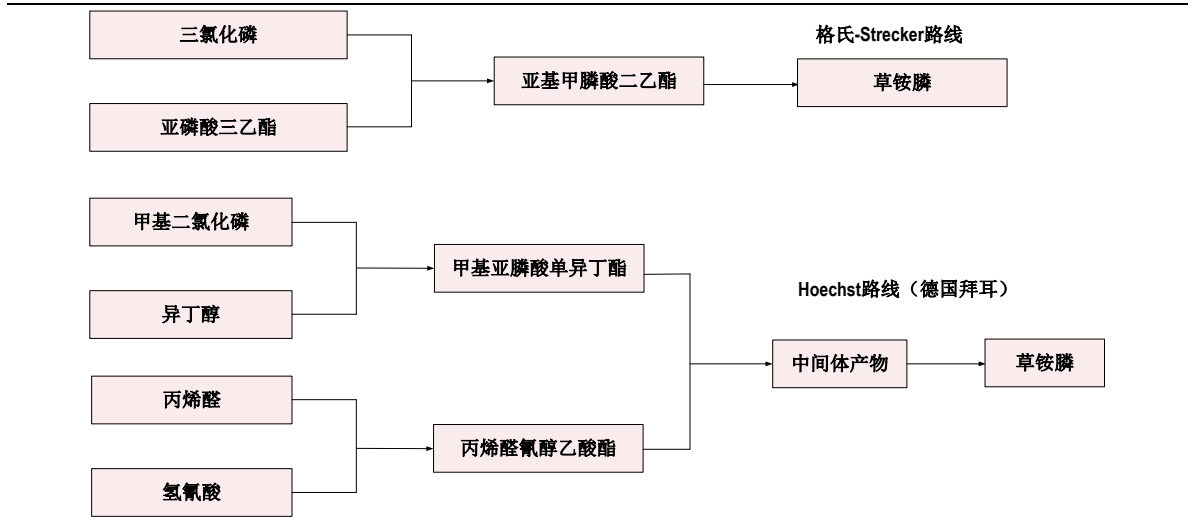 三氯化磷
格氏-Strecker路线
亚基甲膦酸二乙酯
草铵膦
亚磷酸三乙酯
甲基二氯化磷
甲基亚膦酸单异丁酯
Hoechst路线（德国拜耳）
异丁醇
中间体产物
草铵膦
丙烯醛
丙烯醛氰醇乙酸酯
氢氰酸